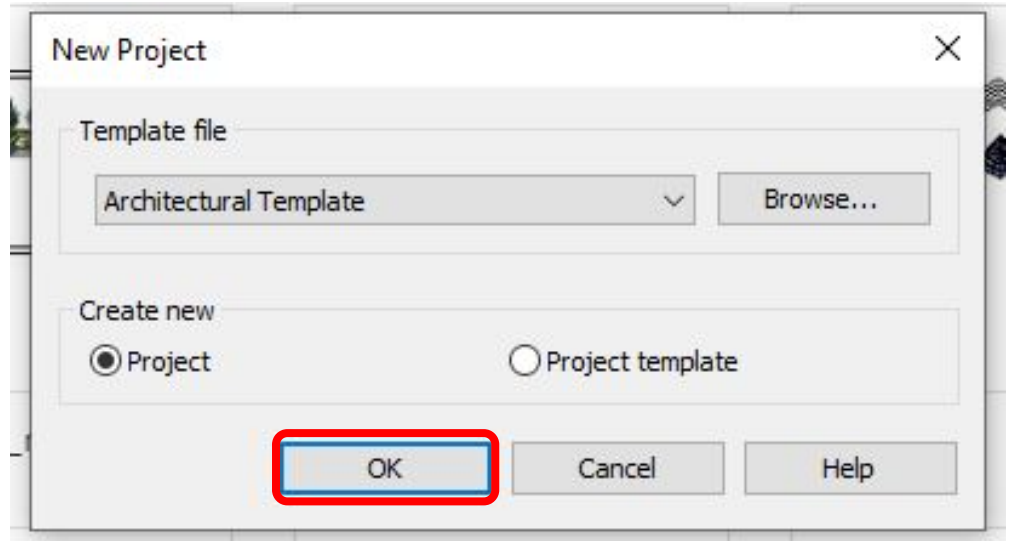 New Project
Template file
Architectural Template
Browse...
Create new
Project
Project template
OK
Cancel
Help